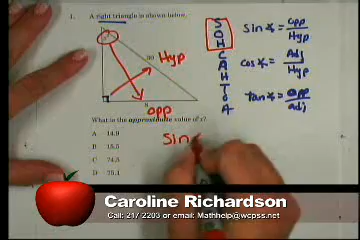 1. A right triangle is shown below.
30
Hyp
8
opp
What is the approximate value of x?
A 14.9
B 15.5
C 74.5
D 75.1
S
O
H
C
A
H
T
O
A
Sin∡= opp/Hyp
cos∡= Adj/Hyp
tan∡= opp/adj
Sin
Caroline Richardson
Call: 217-2203 or email: Mathhelp@wcpss.net